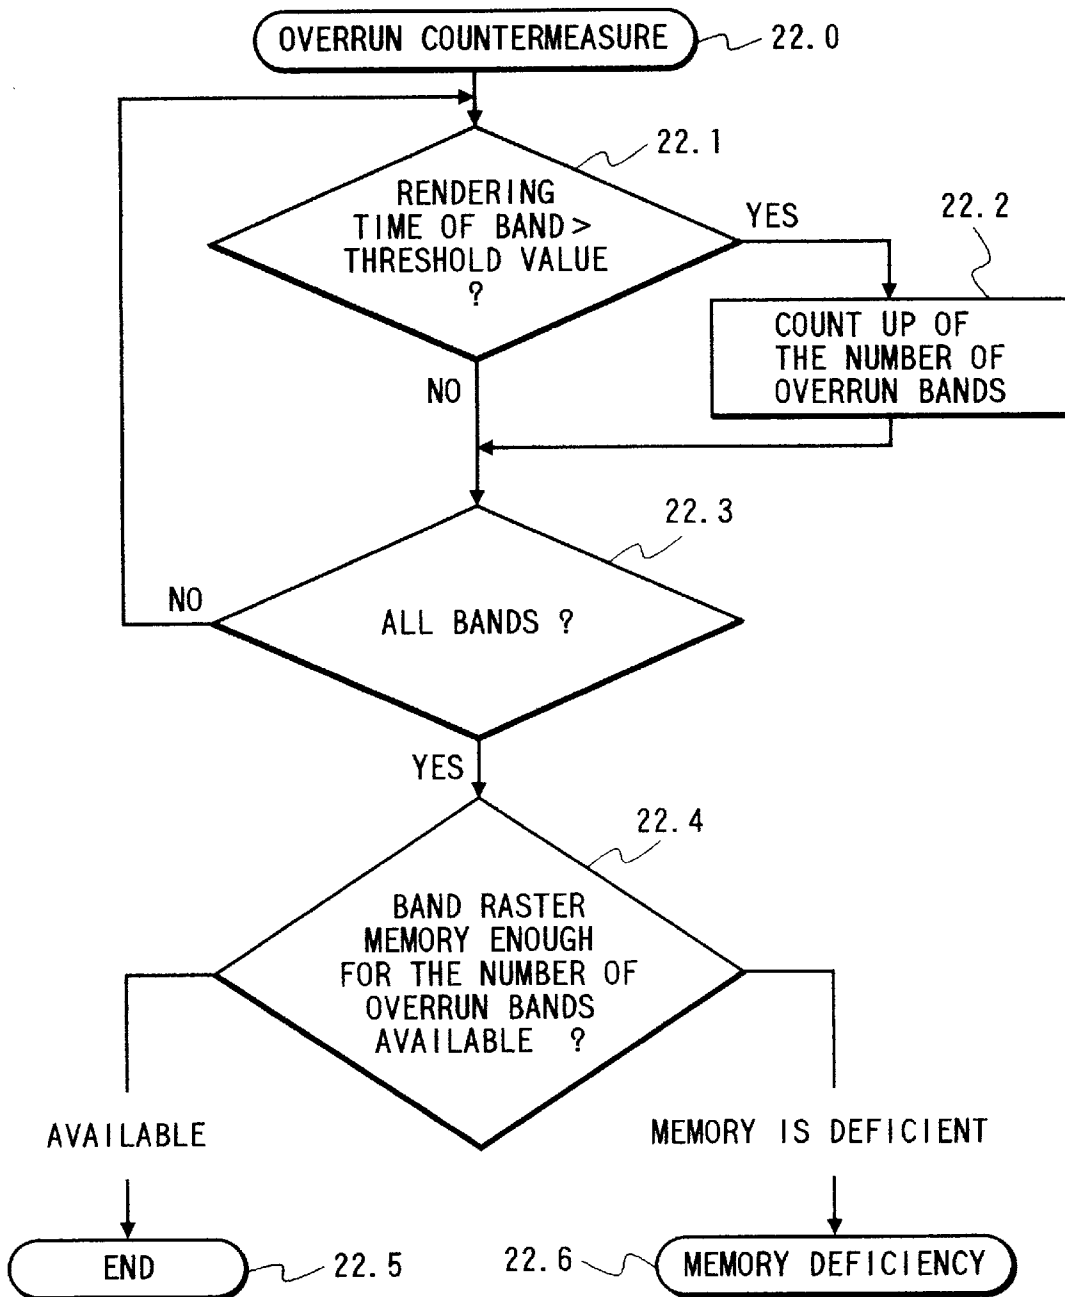 OVERRUN COUNTERMEASURE
22.0
22.1
RENDERING
TIME OF BAND >
THRESHOLD VALUE
?
YES
22.2
COUNT UP OF
THE NUMBER OF
OVERRUN BANDS
NO
22.3
NO
ALL BANDS ?
YES
22.4
BAND RASTER
MEMORY ENOUGH
FOR THE NUMBER OF
OVERRUN BANDS
AVAILABLE ?
AVAILABLE
MEMORY IS DEFICIENT
END
22.5
22.6
MEMORY DEFICIENCY